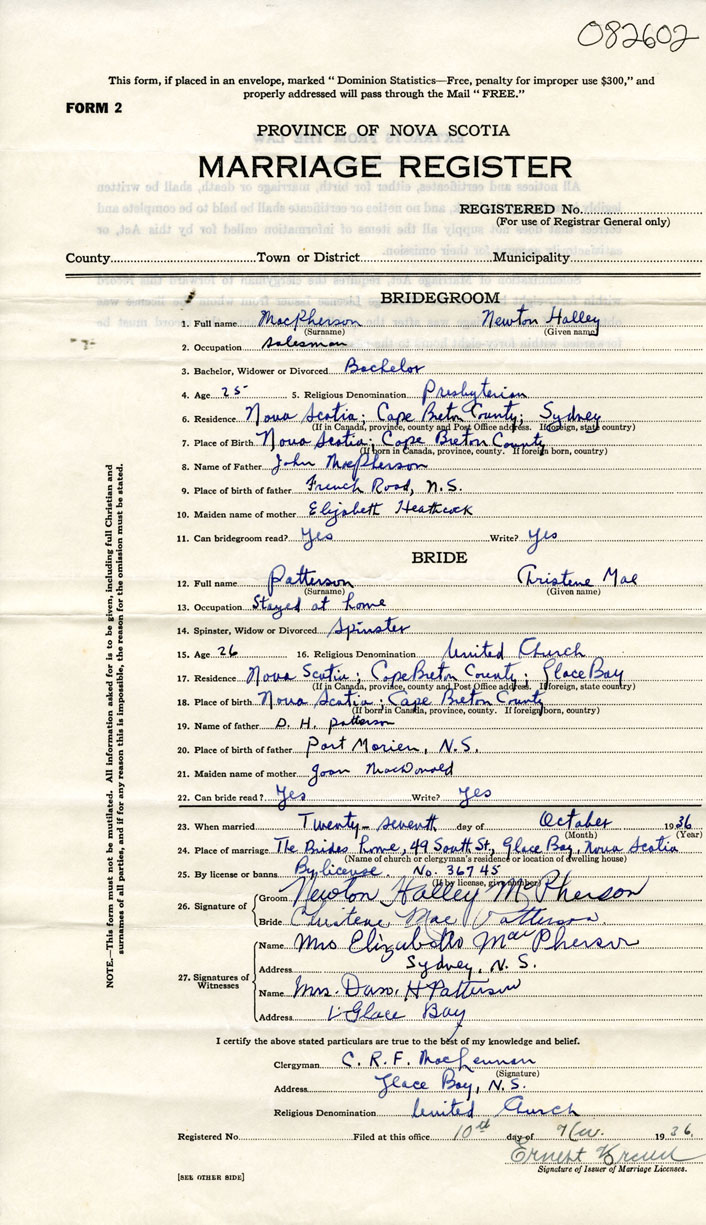 082602
This form, if placed in an envelope, marked " Dominion Statistics—Free, penalty for improper use $300," and
properly addressed will pass through the Mail " FREE."
FORM 2
PROVINCE OF NOVA SCOTIA
MARRIAGE REGISTER
REGISTERED No.
(For use of Registrar General only)
County Town or District Municipality
BRIDEGROOM
1. Full name MacPherson Newton Halley
(Surname) (Given name)
2. Occupation Salesman
3. Bachelor, Widower or Divorced Bachelor
4. Age 25 5. Religious Denomination Presbyterian
6. Residence Nova Scotia; Cape Breton County; Sydney
(If in Canada, province, county and Post Office address. If foreign, state country)
7. Place of Birth Nova Scotia; Cape Breton County
(If born in Canada, province, county. If foreign born, country)
8. Name of Father John MacPherson
9. Place of birth of father French Road, N.S.
10. Maiden name of mother Elizabeth Heathcock
11. Can bridegroom read? Yes Write? Yes
BRIDE
12. Full name Patterson Christene Mae
(Surname) (Given name)
13. Occupation Stayed at home
14. Spinster, Widow or Divorced Spinster
15. Age 26 16. Religious Denomination United Church
17. Residence Nova Scotia; Cape Breton County; Glace Bay
(If in Canada, province, county and Post Office address. If foreign, state country)
18. Place of birth Nova Scotia; Cape Breton County
(If born in Canada, province, county. If foreign born, country)
19. Name of father D. H. Patterson
20. Place of birth of father Port Morien, N.S.
21. Maiden name of mother Joan MacDonald
22. Can bride read? Yes Write? Yes
23. When married Twenty-seventh day of October 1936
(Month) (Year)
24. Place of marriage The Brides home, 49 South St, Glace Bay, Nova Scotia
(Name of church or clergyman's residence or location of dwelling house)
25. By license or banns By license No. 36745
(If by license, give number)
26. Signature of Groom Newton Halley McPherson
Bride Christene Mae Patterson
27. Signatures of Witnesses Name Mrs Elizabeth MacPherson
Address Sydney, N.S.
Name Mrs. Dan. H Patterson
Address Glace Bay
I certify the above stated particulars are true to the best of my knowledge and belief.
Clergyman C. R. F. MacLennan
(Signature)
Address Glace Bay, N.S.
Religious Denomination United Church
Registered No. Filed at this office 10th day of Nov. 1936.
Ernest
Signature of Issuer of Marriage Licenses.
[SEE OTHER SIDE]
NOTE.—This form must not be mutilated. All information asked for is to be given, including full Christian and
surnames of all parties, and if for any reason this is impossible, the reason for the omission must be stated.